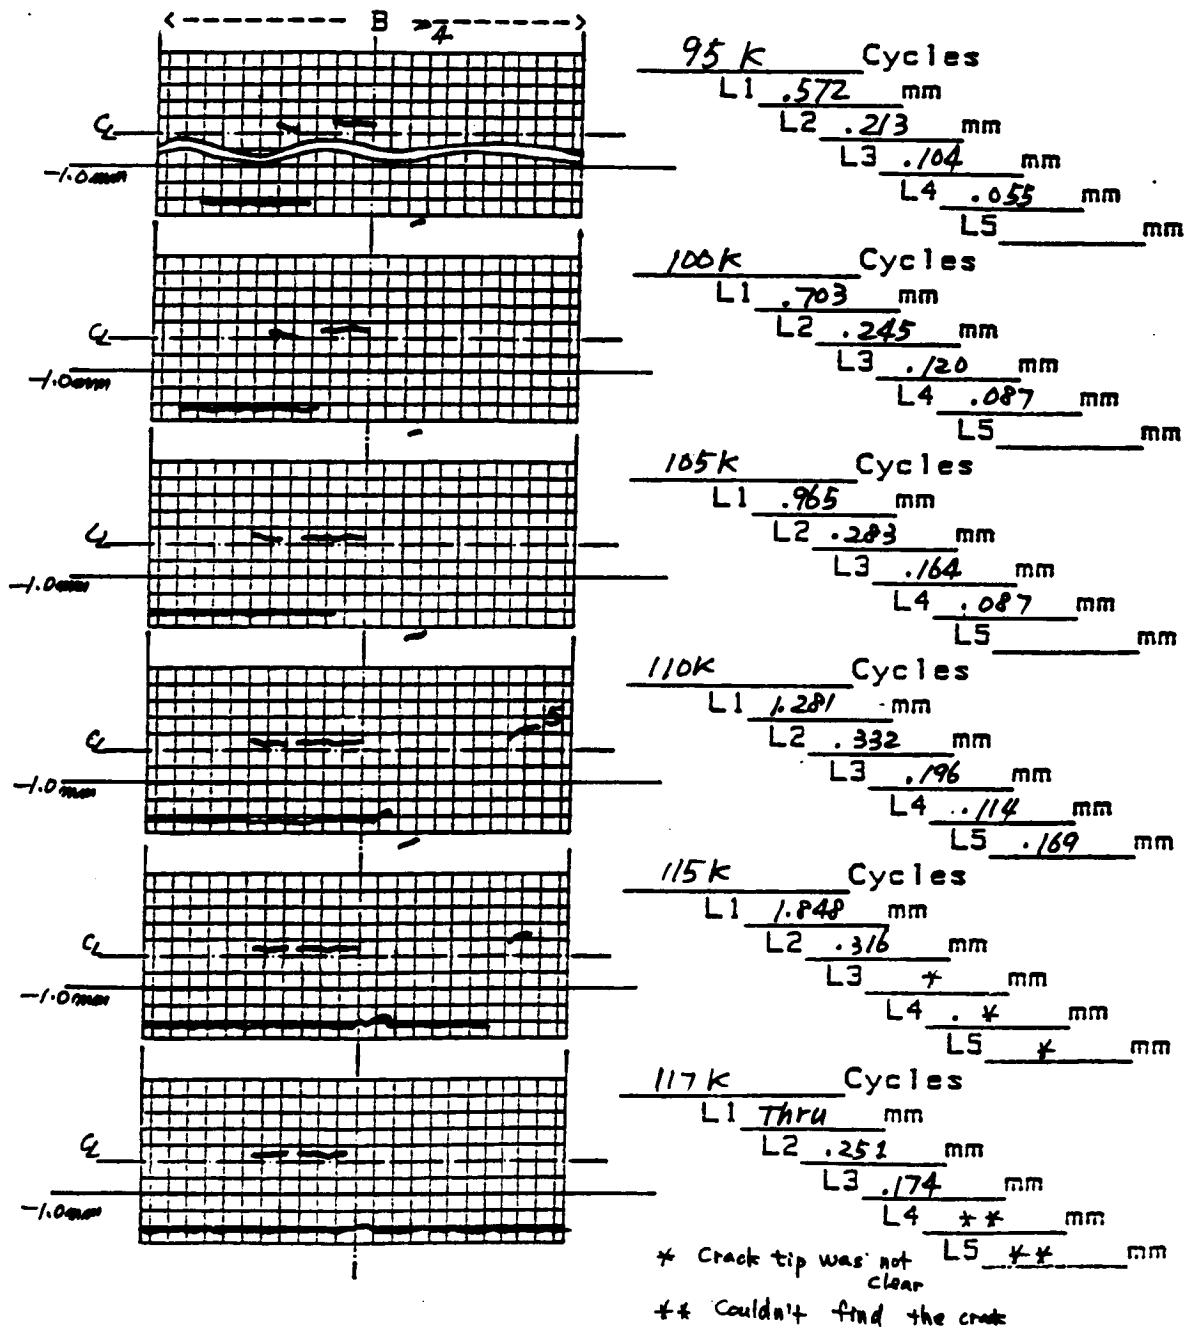 B
4
95 K Cycles
L1 .572 mm
L2 .213 mm
L3 .104 mm
L4 .055 mm
L5 mm
CL
-1.0mm
100K Cycles
L1 .703 mm
L2 .245 mm
L3 .120 mm
L4 .087 mm
L5 mm
CL
-1.0mm
105K Cycles
L1 .965 mm
L2 .283 mm
L3 .164 mm
L4 .087 mm
L5 mm
CL
-1.0mm
110K Cycles
L1 1.281 mm
L2 .332 mm
L3 .196 mm
L4 .114 mm
L5 .169 mm
5
CL
-1.0mm
115K Cycles
L1 1.848 mm
L2 .316 mm
L3 * mm
L4 . * mm
L5 * mm
CL
-1.0mm
117K Cycles
L1 Thru mm
L2 .251 mm
L3 .174 mm
L4 ** mm
L5 ** mm
CL
-1.0mm
* Crack tip was not
clear
** Couldn't find the crack